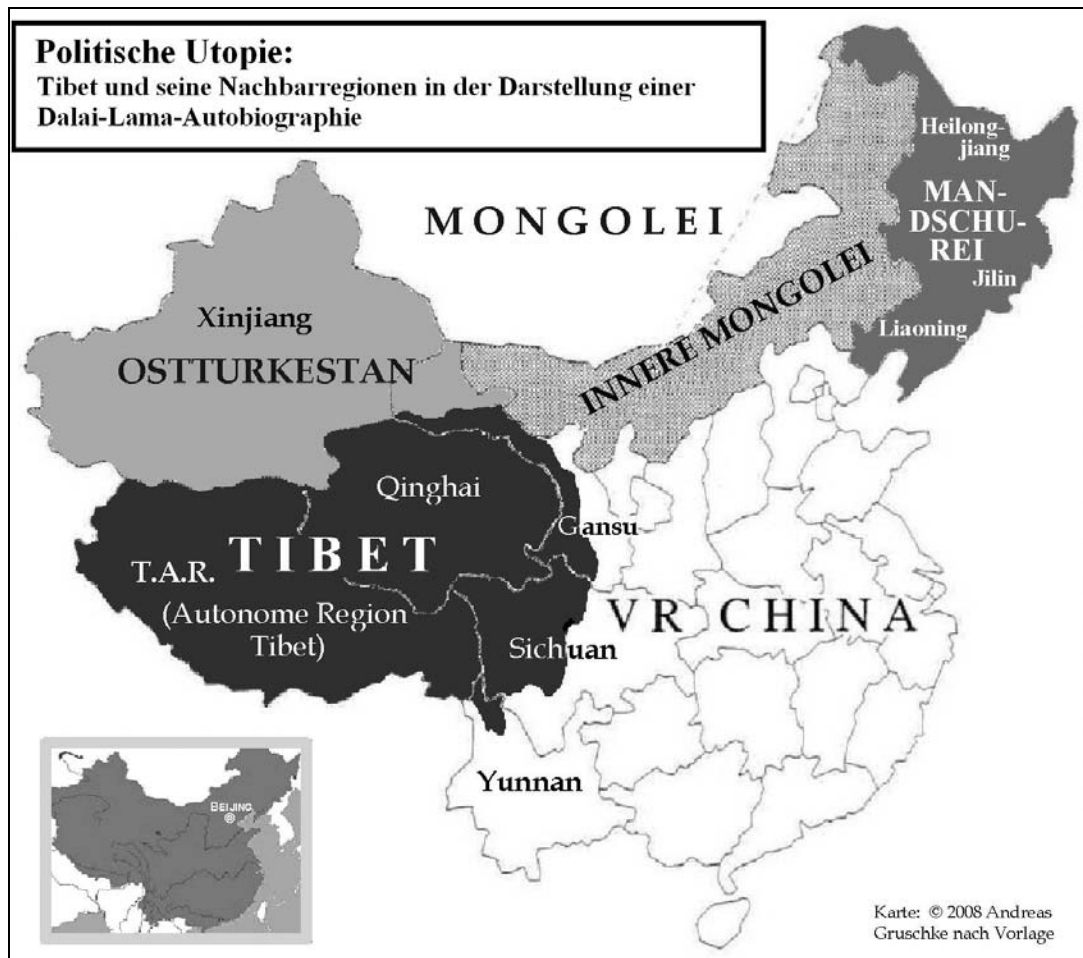 Politische Utopie:
Tibet und seine Nachbarregionen in der Darstellung einer
Dalai-Lama-Autobiographie
Heilong-
jiang
MAN-
DSCHU-
REI
Jilin
Liaoning
MONGOLEI
INNERE MONGOLEI
Xinjiang
OSTTURKESTAN
Qinghai
Gansu
TIBET
T.A.R.
(Autonome Region
Tibet)
Sichuan
VR CHINA
Yunnan
BEIJING
Karte: © 2008 Andreas
Gruschke nach Vorlage